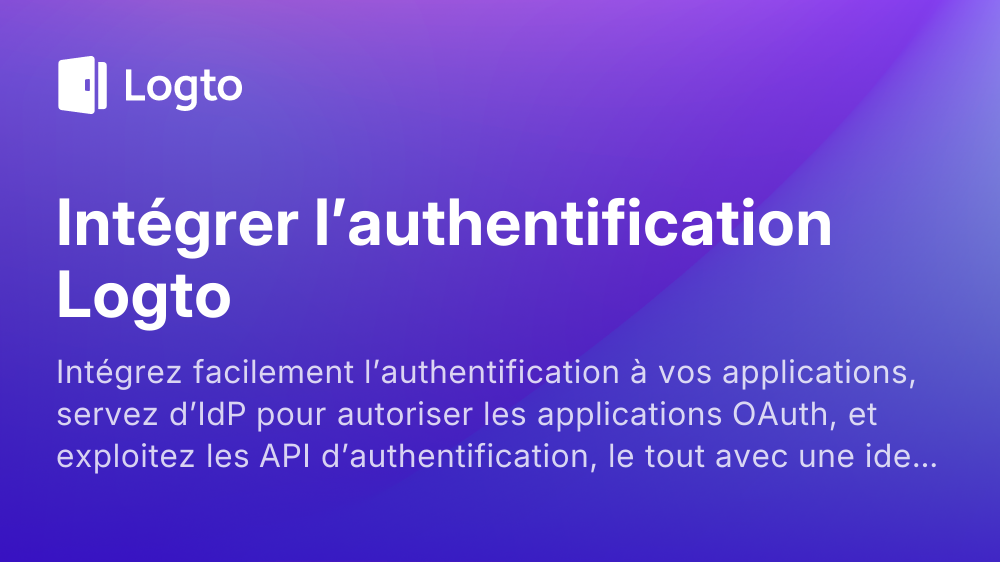 Logto
Intégrer l’authentification
Logto
Intégrez facilement l’authentification à vos applications,
servez d’IdP pour autoriser les applications OAuth, et
exploitez les API d’authentification, le tout avec une ide...